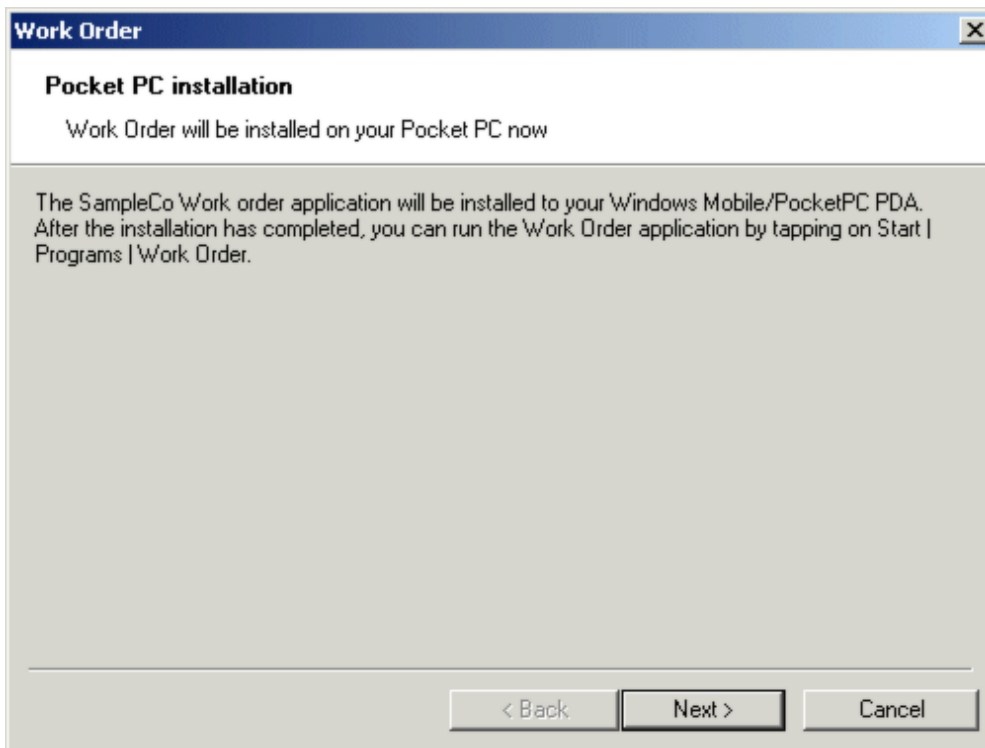 Work Order
Pocket PC installation
Work Order will be installed on your Pocket PC now
The SampleCo Work order application will be installed to your Windows Mobile/PocketPC PDA.
After the installation has completed, you can run the Work Order application by tapping on Start |
Programs | Work Order.
< Back
Next >
Cancel